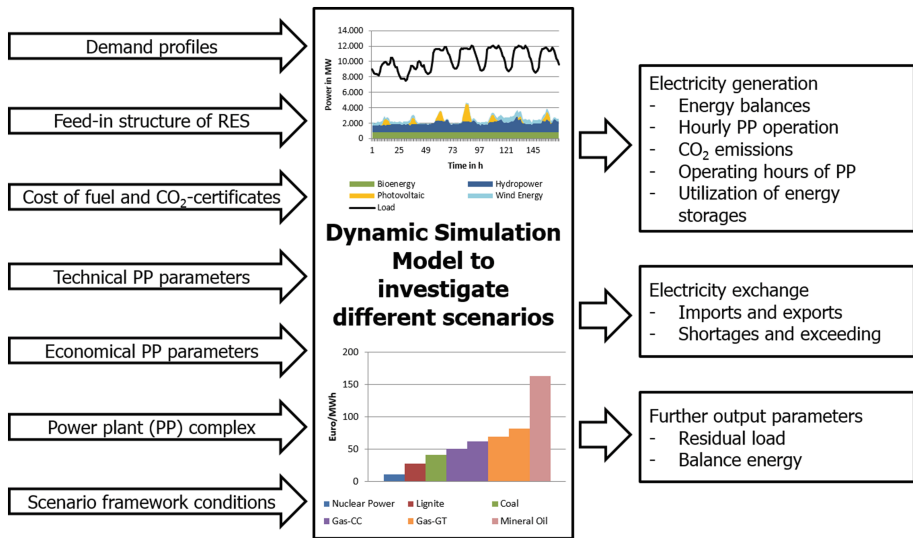 Demand profiles
Feed-in structure of RES
Cost of fuel and CO₂-certificates
Technical PP parameters
Economical PP parameters
Power plant (PP) complex
Scenario framework conditions
Power in MW
14.000
12.000
10.000
8.000
6.000
4.000
2.000
0
1 25 49 73 97 121 145
Time in h
Bioenergy Hydropower
Photovoltaic Wind Energy
Load
Dynamic Simulation
Model to
investigate
different scenarios
Euro/MWh
200
150
100
50
0
Nuclear Power Lignite Coal
Gas-CC Gas-GT Mineral Oil
Electricity generation
- Energy balances
- Hourly PP operation
- CO₂ emissions
- Operating hours of PP
- Utilization of energy
storages
Electricity exchange
- Imports and exports
- Shortages and exceeding
Further output parameters
- Residual load
- Balance energy